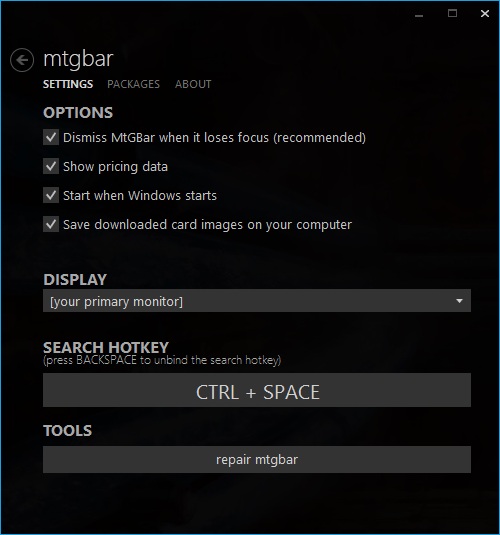 mtgbar
SETTINGS PACKAGES ABOUT
OPTIONS
Dismiss MtGBar when it loses focus (recommended)
Show pricing data
Start when Windows starts
Save downloaded card images on your computer
DISPLAY
[your primary monitor]
SEARCH HOTKEY
(press BACKSPACE to unbind the search hotkey)
CTRL + SPACE
TOOLS
repair mtgbar